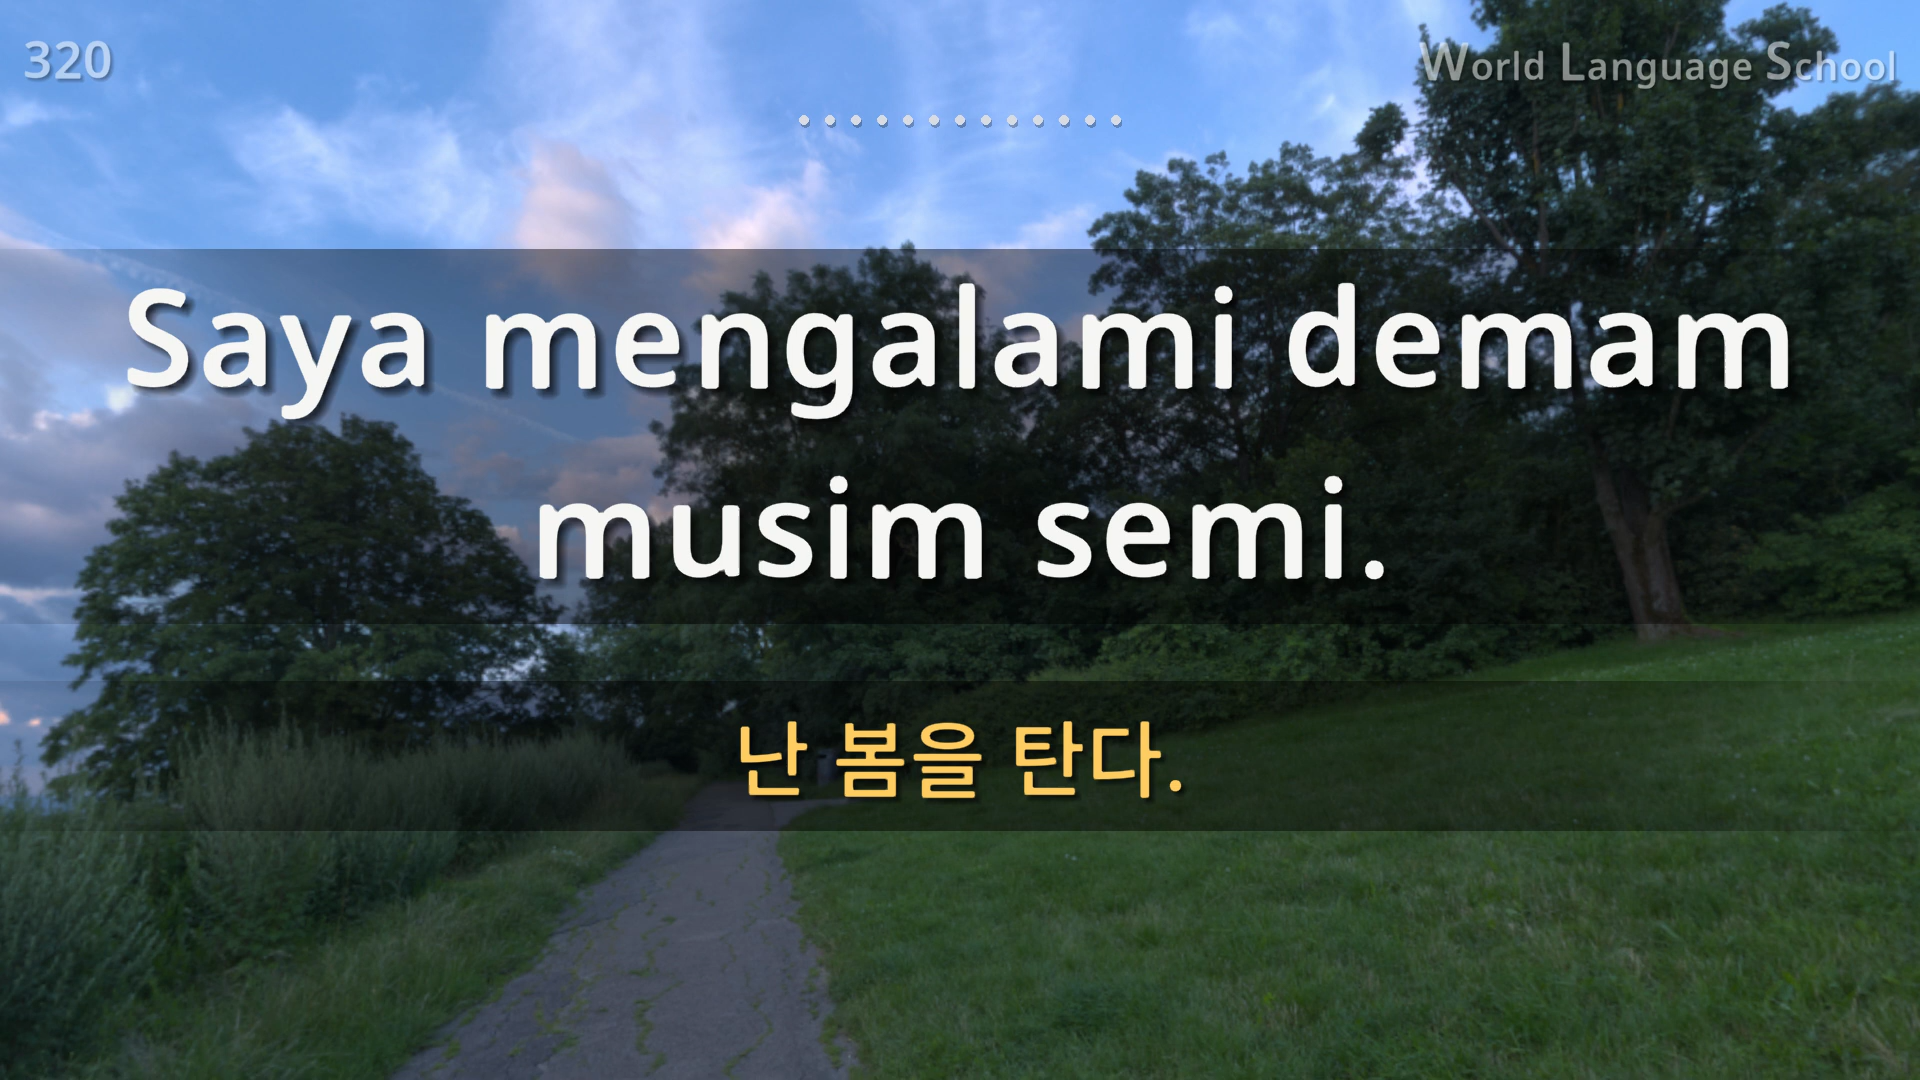 320
World Language School
Saya mengalami demam
musim semi.
난 봄을 탄다.